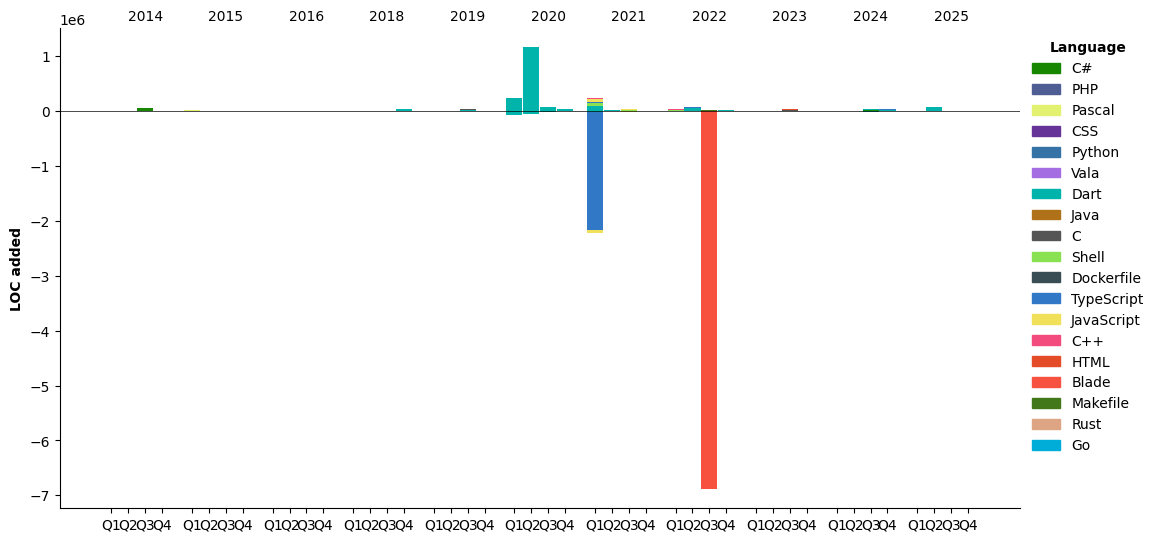 1e6
2014 2015 2016 2018 2019 2020 2021 2022 2023 2024 2025
LOC added
1
0
−1
−2
−3
−4
−5
−6
−7
Q1Q2Q3Q4 Q1Q2Q3Q4 Q1Q2Q3Q4 Q1Q2Q3Q4 Q1Q2Q3Q4 Q1Q2Q3Q4 Q1Q2Q3Q4 Q1Q2Q3Q4 Q1Q2Q3Q4 Q1Q2Q3Q4 Q1Q2Q3Q4
Language
C#
PHP
Pascal
CSS
Python
Vala
Dart
Java
C
Shell
Dockerfile
TypeScript
JavaScript
C++
HTML
Blade
Makefile
Rust
Go